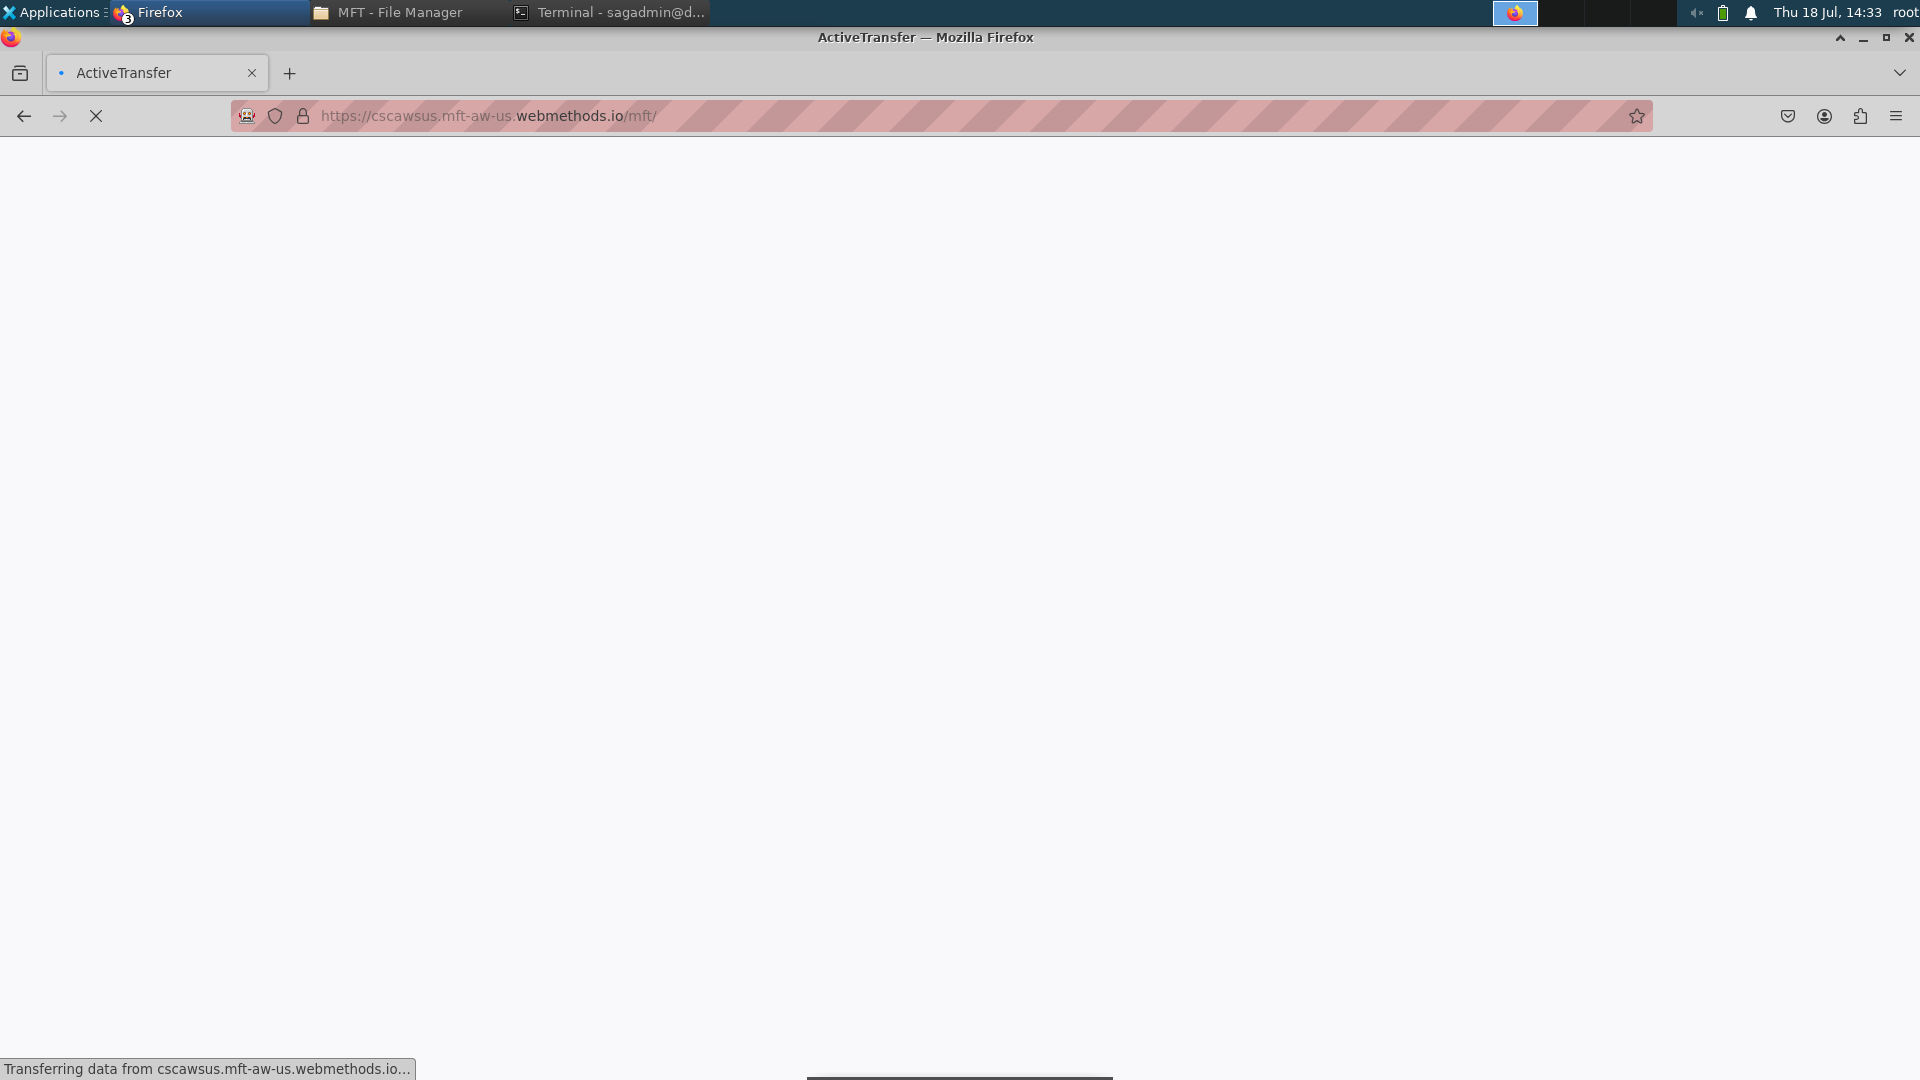 Applications
3
Firefox
MFT - File Manager
Terminal - sagadmin@d...
Thu 18 Jul, 14:33
root
ActiveTransfer — Mozilla Firefox
ActiveTransfer
https://cscawsus.mft-aw-us.webmethods.io/mft/
Transferring data from cscawsus.mft-aw-us.webmethods.io...